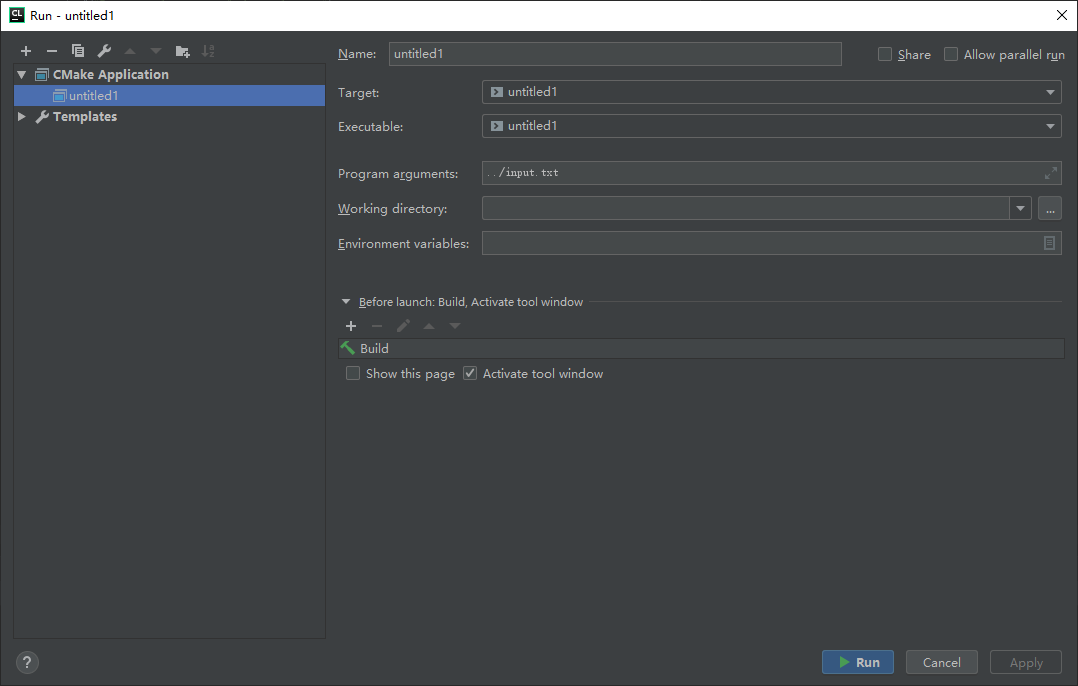 CL Run - untitled1
CMake Application
untitled1
Templates
Name: untitled1 Share Allow parallel run
Target: untitled1
Executable: untitled1
Program arguments: ../input.txt
Working directory: ...
Environment variables:
Before launch: Build, Activate tool window
Build
Show this page Activate tool window
? Run Cancel Apply